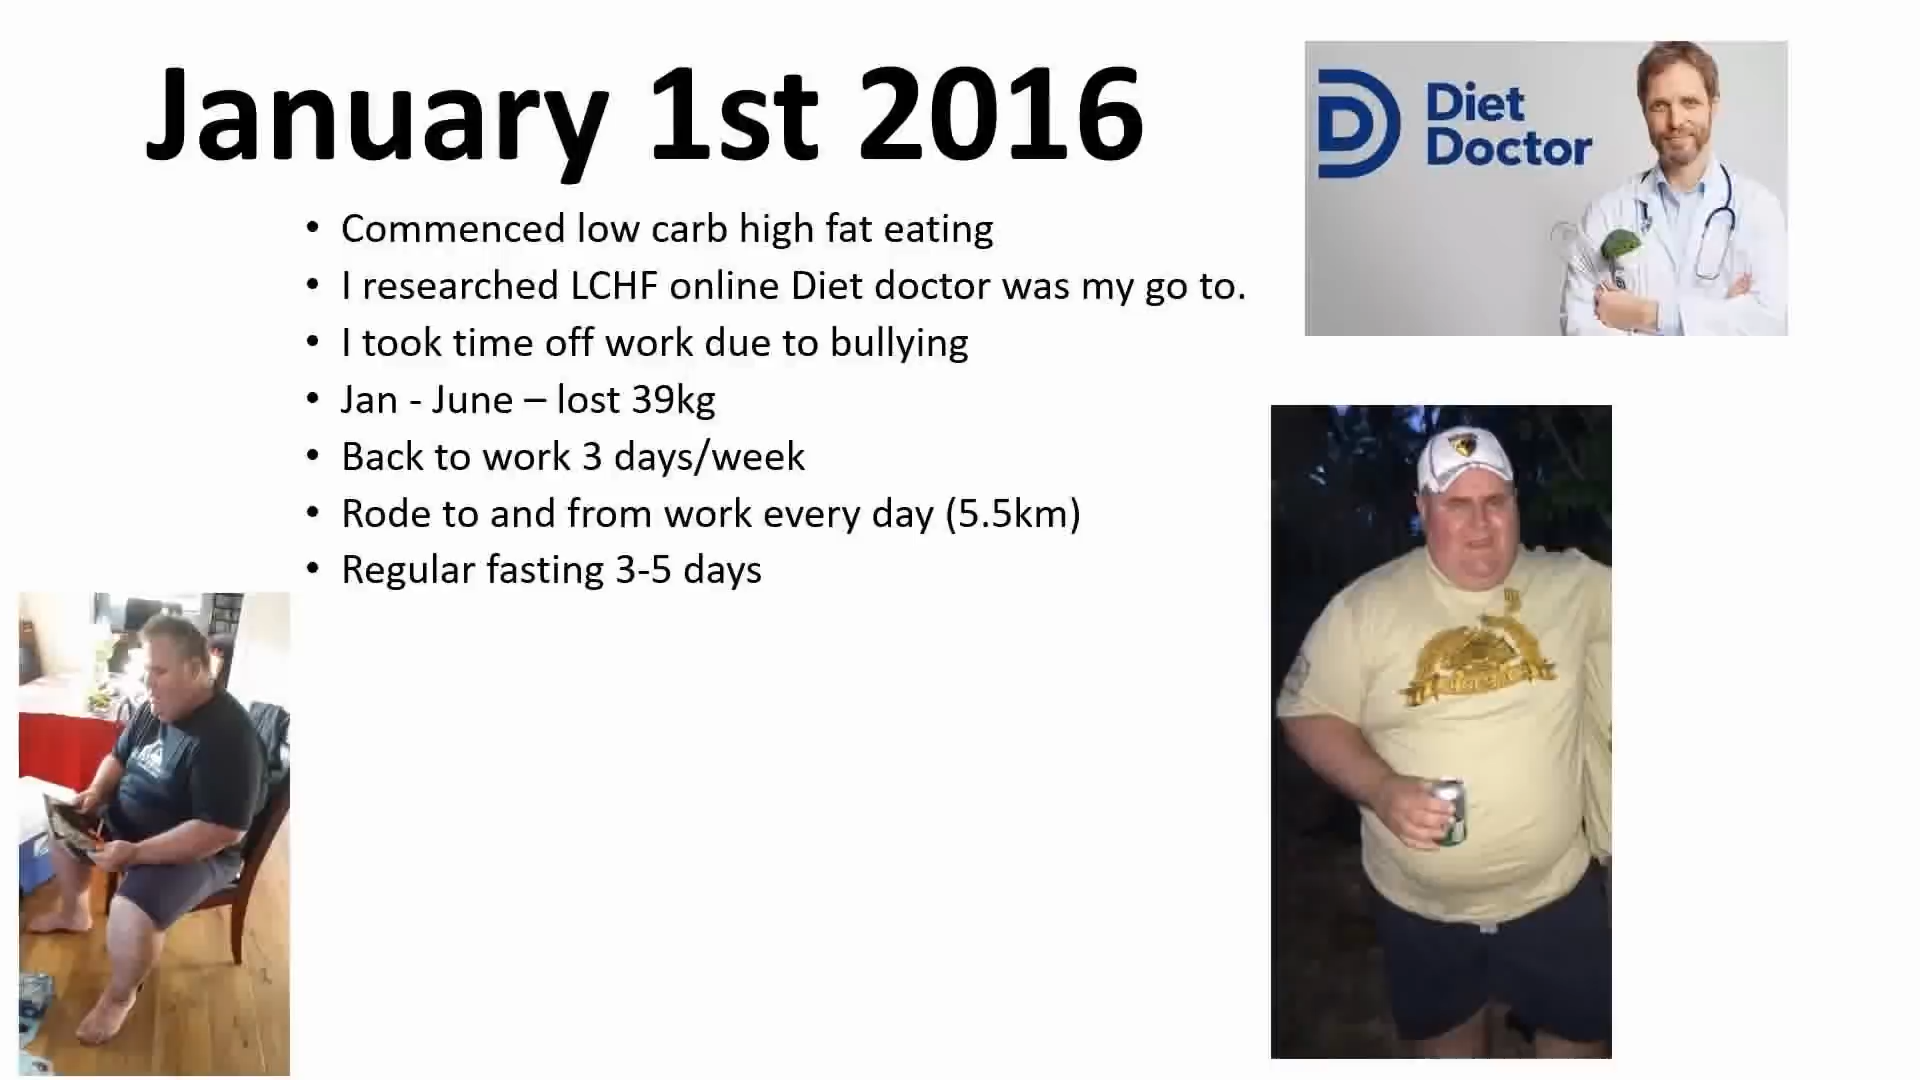 January 1st 2016
• Commenced low carb high fat eating
• I researched LCHF online Diet doctor was my go to.
• I took time off work due to bullying
• Jan - June – lost 39kg
• Back to work 3 days/week
• Rode to and from work every day (5.5km)
• Regular fasting 3-5 days
Diet
Doctor